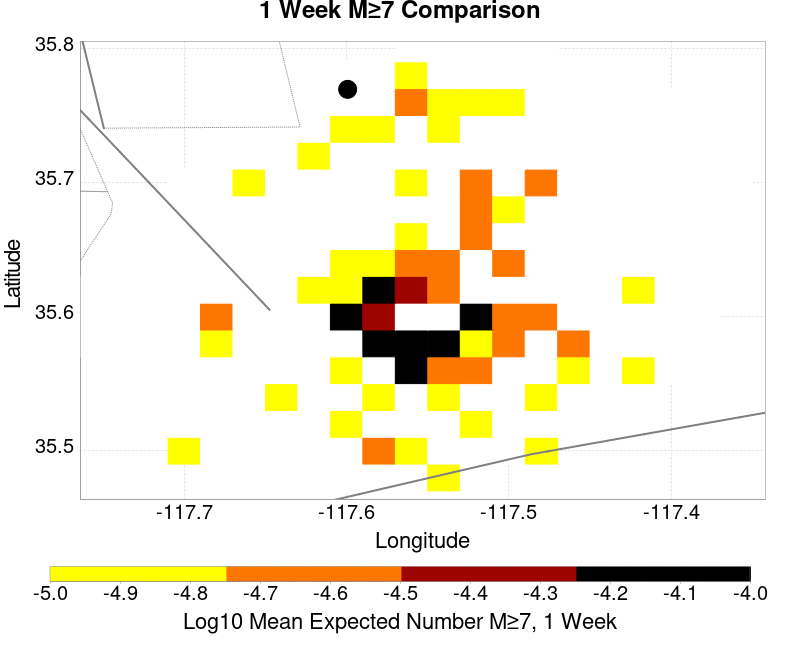 1 Week M≥7 Comparison
35.8
35.7
35.6
35.5
Latitude
-117.7 -117.6 -117.5 -117.4
Longitude
-5.0 -4.9 -4.8 -4.7 -4.6 -4.5 -4.4 -4.3 -4.2 -4.1 -4.0
Log10 Mean Expected Number M≥7, 1 Week